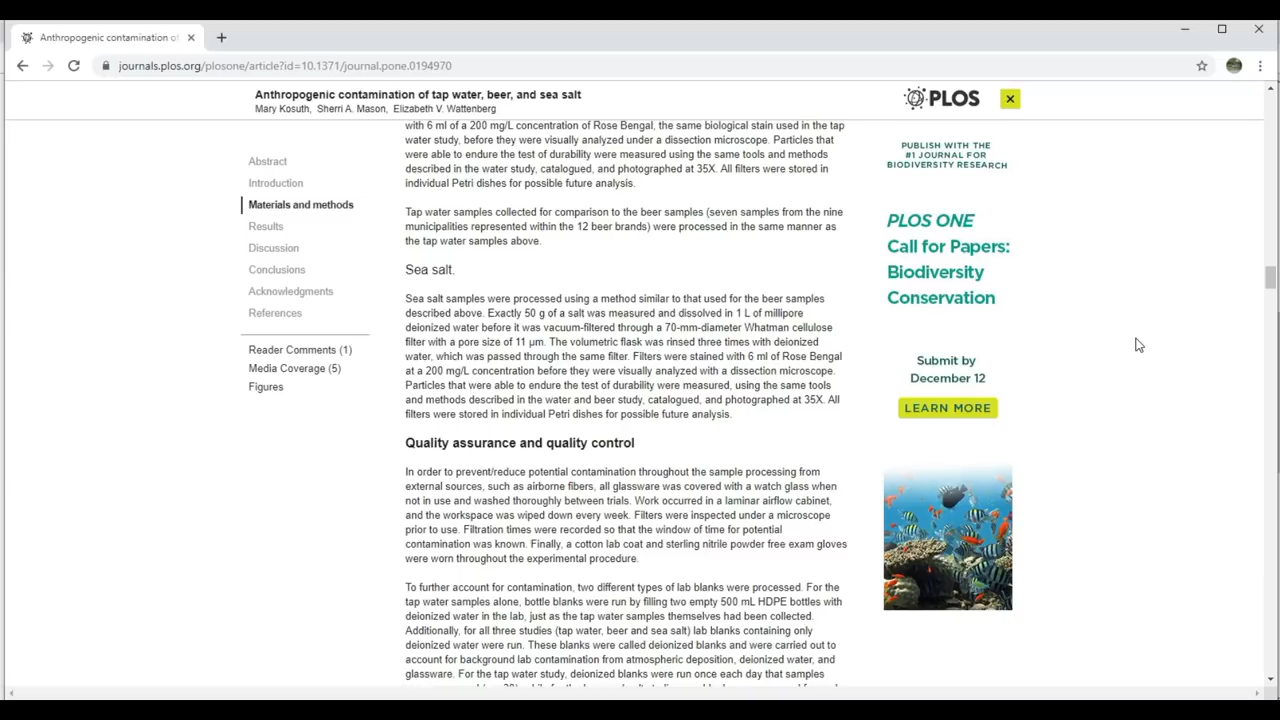 Anthropogenic contamination of
journals.plos.org/plosone/article?id=10.1371/journal.pone.0194970
Anthropogenic contamination of tap water, beer, and sea salt
Mary Kosuth, Sherri A. Mason, Elizabeth V. Wattenberg
PLOS
Abstract
Introduction
Materials and methods
Results
Discussion
Conclusions
Acknowledgments
References
Reader Comments (1)
Media Coverage (5)
Figures
with 6 ml of a 200 mg/L concentration of Rose Bengal, the same biological stain used in the tap
water study, before they were visually analyzed under a dissection microscope. Particles that
were able to endure the test of durability were measured using the same tools and methods
described in the water study, catalogued, and photographed at 35X. All filters were stored in
individual Petri dishes for possible future analysis.
Tap water samples collected for comparison to the beer samples (seven samples from the nine
municipalities represented within the 12 beer brands) were processed in the same manner as
the tap water samples above.
Sea salt.
Sea salt samples were processed using a method similar to that used for the beer samples
described above. Exactly 50 g of a salt was measured and dissolved in 1 L of millipore
deionized water before it was vacuum-filtered through a 70-mm-diameter Whatman cellulose
filter with a pore size of 11 μm. The volumetric flask was rinsed three times with deionized
water, which was passed through the same filter. Filters were stained with 6 ml of Rose Bengal
at a 200 mg/L concentration before they were visually analyzed with a dissection microscope.
Particles that were able to endure the test of durability were measured, using the same tools
and methods described in the water and beer study, catalogued, and photographed at 35X. All
filters were stored in individual Petri dishes for possible future analysis.
Quality assurance and quality control
In order to prevent/reduce potential contamination throughout the sample processing from
external sources, such as airborne fibers, all glassware was covered with a watch glass when
not in use and washed thoroughly between trials. Work occurred in a laminar airflow cabinet,
and the workspace was wiped down every week. Filters were inspected under a microscope
prior to use. Filtration times were recorded so that the window of time for potential
contamination was known. Finally, a cotton lab coat and sterling nitrile powder free exam gloves
were worn throughout the experimental procedure.
To further account for contamination, two different types of lab blanks were processed. For the
tap water samples alone, bottle blanks were run by filling two empty 500 mL HDPE bottles with
deionized water in the lab, just as the tap water samples themselves had been collected.
Additionally, for all three studies (tap water, beer and sea salt) lab blanks containing only
deionized water were run. These blanks were called deionized blanks and were carried out to
account for background lab contamination from atmospheric deposition, deionized water, and
glassware. For the tap water study, deionized blanks were run once each day that samples
PUBLISH WITH THE
#1 JOURNAL FOR
BIODIVERSITY RESEARCH
PLOS ONE
Call for Papers:
Biodiversity
Conservation
Submit by
December 12
LEARN MORE